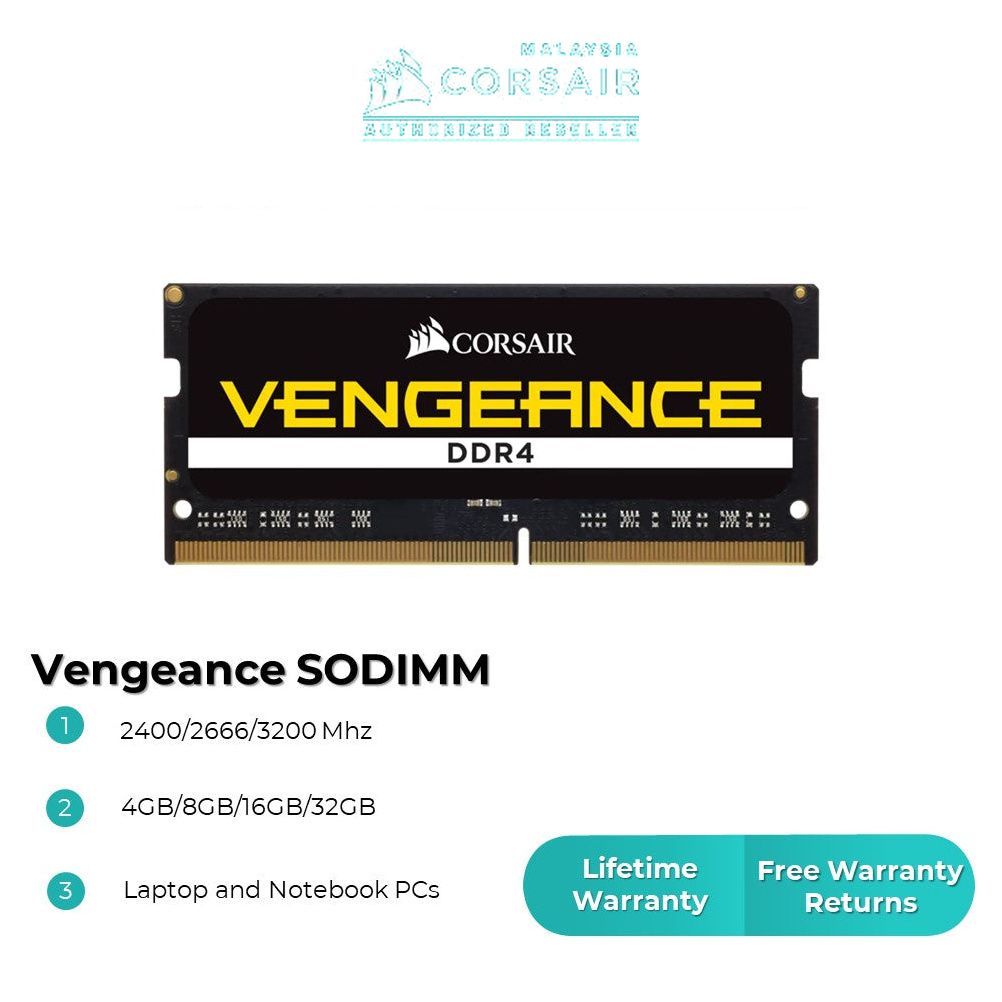 MALAYSIA
CORSAIR
AUTHORIZED RESELLER
CORSAIR
VENGEANCE
DDR4
Vengeance SODIMM
1 2400/2666/3200 Mhz
2 4GB/8GB/16GB/32GB
3 Laptop and Notebook PCs
Lifetime
Warranty
Free Warranty
Returns